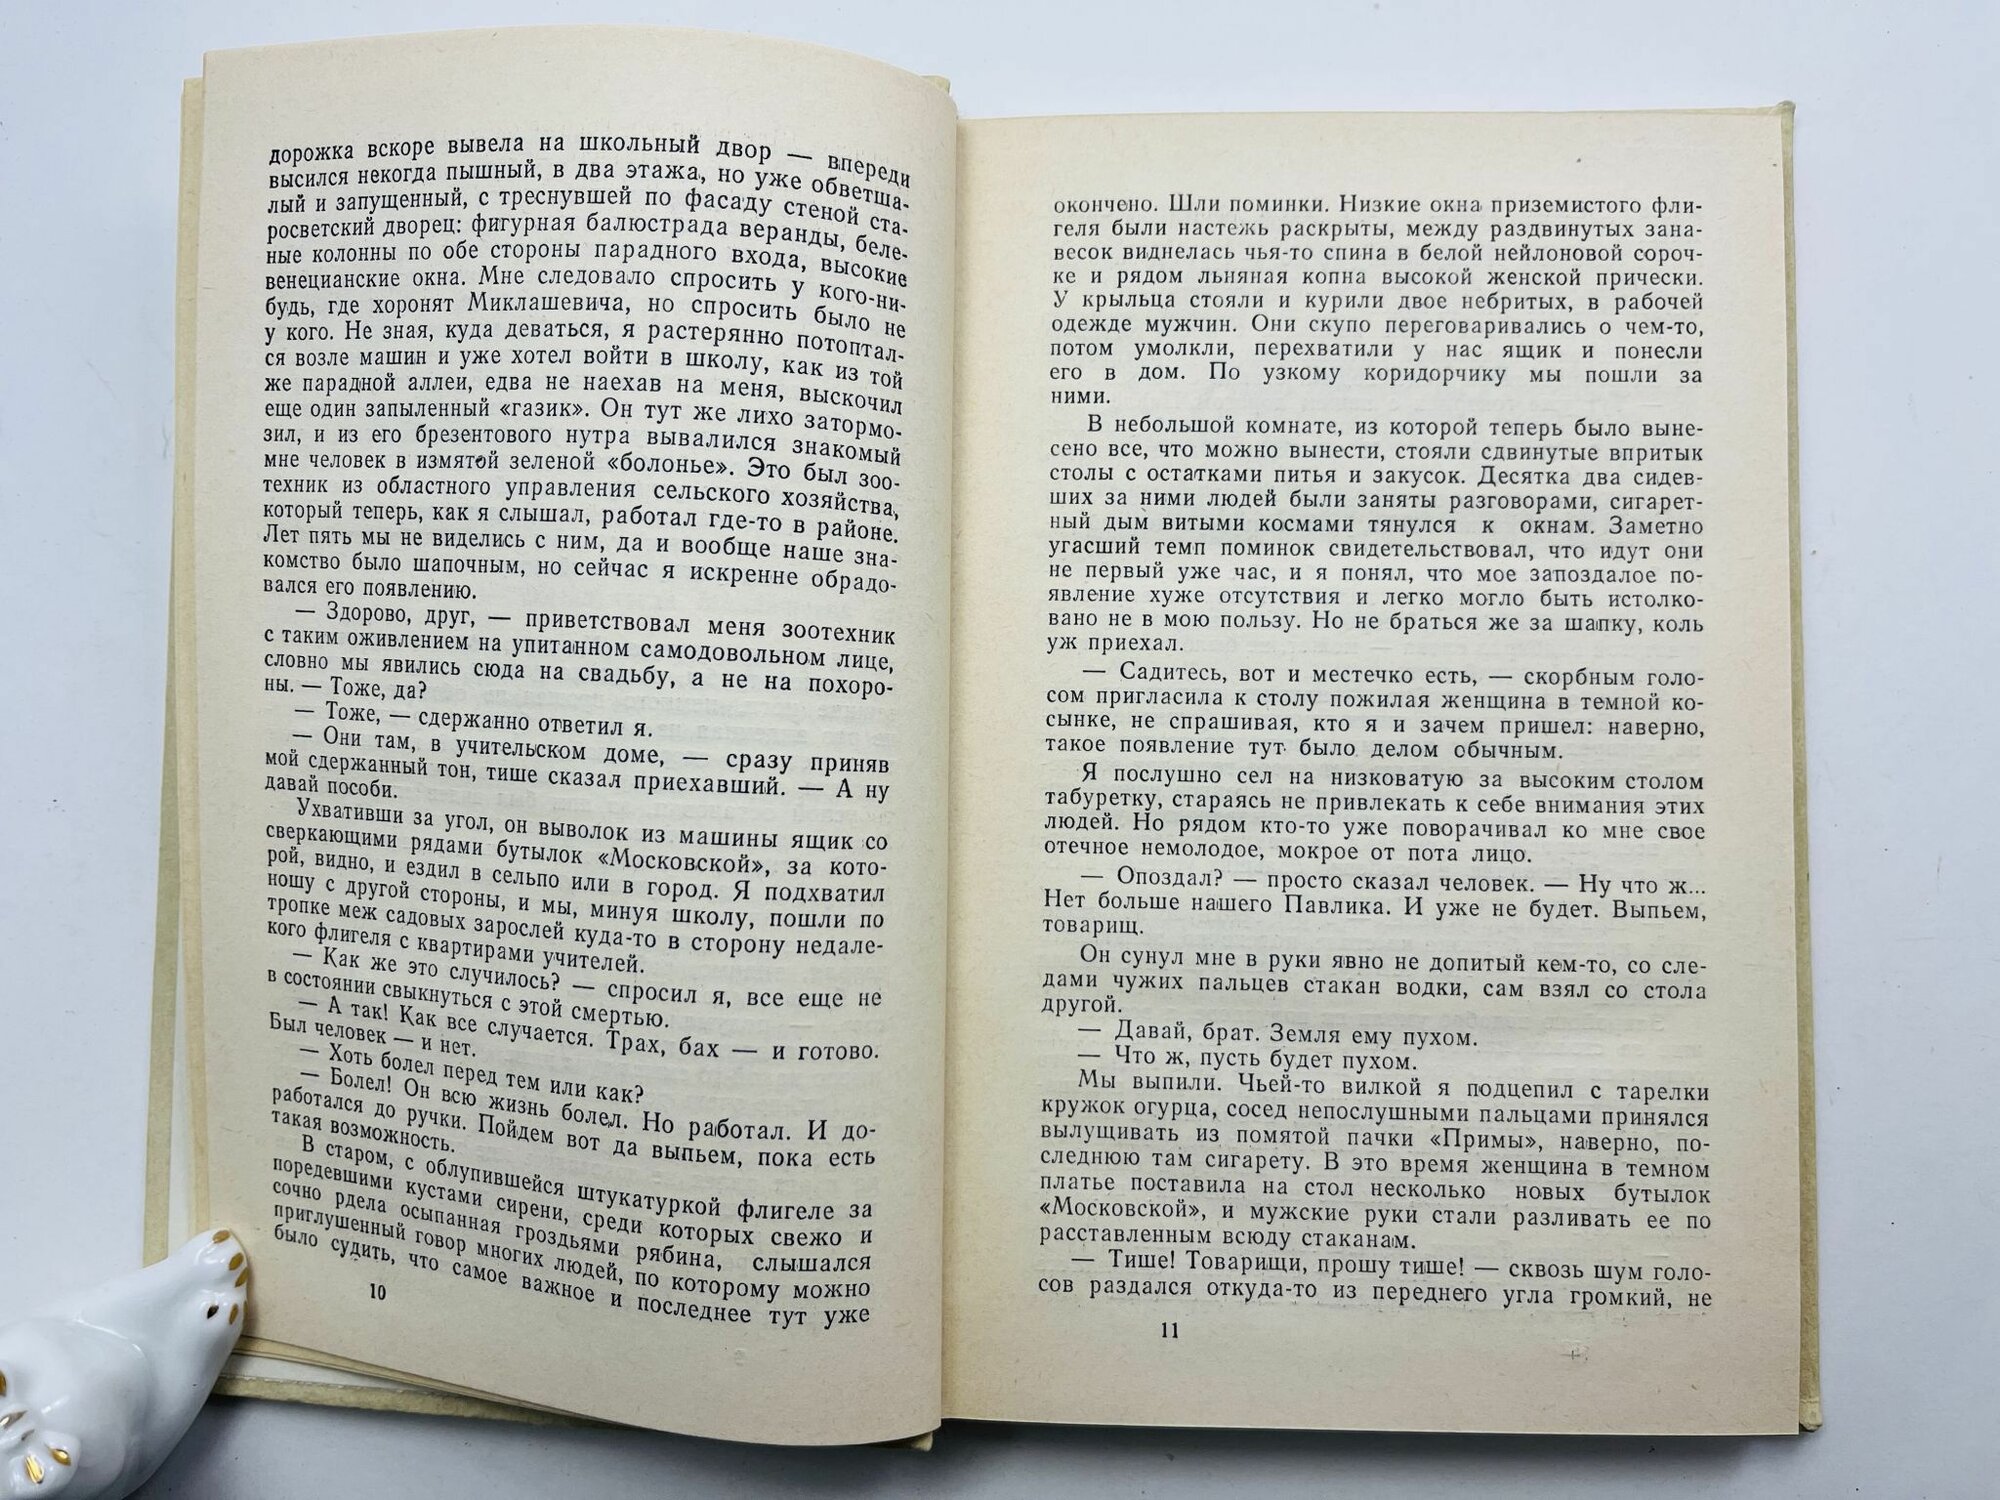 дорожка вскоре вывела на школьный двор — впереди
высился некогда пышный, в два этажа, но уже обветша-
лый и запущенный, с треснувшей по фасаду стеной ста-
росветский дворец: фигурная балюстрада веранды, беле-
ные колонны по обе стороны парадного входа, высокие
венецианские окна. Мне следовало спросить у кого-ни-
будь, где хоронят Миклашевича, но спросить было не
у кого. Не зная, куда деваться, я растерянно потоптал-
ся возле машин и уже хотел войти в школу, как из той
же парадной аллеи, едва не наехав на меня, выскочил
еще один запыленный «газик». Он тут же лихо затормо-
зил, и из его брезентового нутра вывалился знакомый
мне человек в измятой зеленой «болонье». Это был зоо-
техник из областного управления сельского хозяйства,
который теперь, как я слышал, работал где-то в районе.
Лет пять мы не виделись с ним, да и вообще наше зна-
комство было шапочным, но сейчас я искренне обрадо-
вался его появлению.
— Здорово, друг, — приветствовал меня зоотехник
с таким оживлением на упитанном самодовольном лице,
словно мы явились сюда на свадьбу, а не на похоро-
ны. — Тоже, да?
— Тоже, — сдержанно ответил я.
— Они там, в учительском доме, — сразу приняв
мой сдержанный тон, тише сказал приехавший. — А ну
давай пособи.
Ухвативши за угол, он выволок из машины ящик со
сверкающими рядами бутылок «Московской», за кото-
рой, видно, и ездил в сельпо или в город. Я подхватил
ношу с другой стороны, и мы, минуя школу, пошли по
тропке меж садовых зарослей куда-то в сторону недале-
кого флигеля с квартирами учителей.
— Как же это случилось? — спросил я, все еще не
в состоянии свыкнуться с этой смертью.
— А так! Как все случается. Трах, бах — и готово.
Был человек — и нет.
— Хоть болел перед тем или как?
— Болел! Он всю жизнь болел. Но работал. И до-
работался до ручки. Пойдем вот да выпьем, пока есть
такая возможность.
В старом, с облупившейся штукатуркой флигеле за
поредевшими кустами сирени, среди которых свежо и
сочно рдела осыпанная гроздьями рябина, слышался
приглушенный говор многих людей, по которому можно
было судить, что самое важное и последнее тут уже
10
окончено. Шли поминки. Низкие окна приземистого фли-
геля были настежь раскрыты, между раздвинутых зана-
весок виднелась чья-то спина в белой нейлоновой сороч-
ке и рядом льняная копна высокой женской прически.
У крыльца стояли и курили двое небритых, в рабочей
одежде мужчин. Они скупо переговаривались о чем-то,
потом умолкли, перехватили у нас ящик и понесли
его в дом. По узкому коридорчику мы пошли за
ними.
В небольшой комнате, из которой теперь было выне-
сено все, что можно вынести, стояли сдвинутые впритык
столы с остатками питья и закусок. Десятка два сидев-
ших за ними людей были заняты разговорами, сигарет-
ный дым витыми космами тянулся к окнам. Заметно
угасший темп поминок свидетельствовал, что идут они
не первый уже час, и я понял, что мое запоздалое по-
явление хуже отсутствия и легко могло быть истолко-
вано не в мою пользу. Но не браться же за шапку, коль
уж приехал.
— Садитесь, вот и местечко есть, — скорбным голо-
сом пригласила к столу пожилая женщина в темной ко-
сынке, не спрашивая, кто я и зачем пришел: наверно,
такое появление тут было делом обычным.
Я послушно сел на низковатую за высоким столом
табуретку, стараясь не привлекать к себе внимания этих
людей. Но рядом кто-то уже поворачивал ко мне свое
отечное немолодое, мокрое от пота лицо.
— Опоздал? — просто сказал человек. — Ну что ж...
Нет больше нашего Павлика. И уже не будет. Выпьем,
товарищ.
Он сунул мне в руки явно не допитый кем-то, со сле-
дами чужих пальцев стакан водки, сам взял со стола
другой.
— Давай, брат. Земля ему пухом.
— Что ж, пусть будет пухом.
Мы выпили. Чьей-то вилкой я подцепил с тарелки
кружок огурца, сосед непослушными пальцами принялся
вылущивать из помятой пачки «Примы», наверно, по-
следнюю там сигарету. В это время женщина в темном
платье поставила на стол несколько новых бутылок
«Московской», и мужские руки стали разливать ее по
расставленным всюду стаканам.
— Тише! Товарищи, прошу тише! — сквозь шум голо-
сов раздался откуда-то из переднего угла громкий, не
11